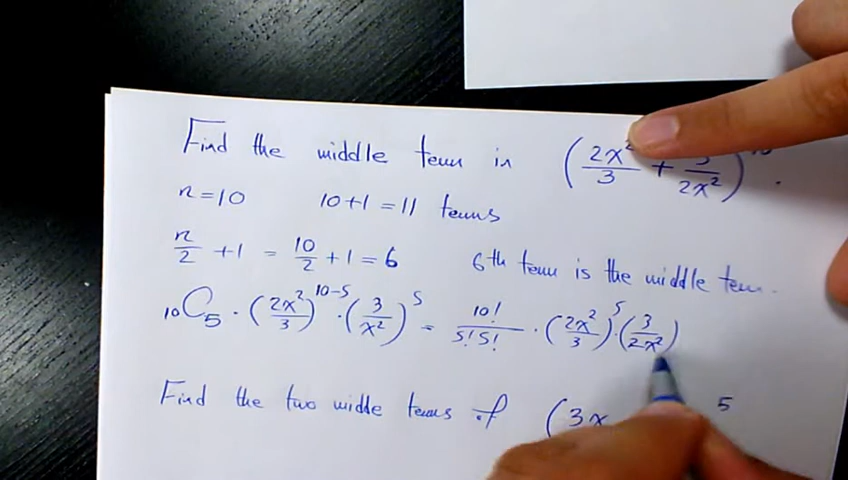 Find the middle term in (2x²/3 + 3/2x²)¹⁰.
n=10 10+1=11 terms
n/2 +1 = 10/2 +1=6 6th term is the middle term.
₁₀C₅ · (2x²/3)¹⁰⁻⁵ · (3/x²)⁵ = 10!/5!5! · (2x²/3)⁵ · (3/2x²)
Find the two middle terms of (3x 5